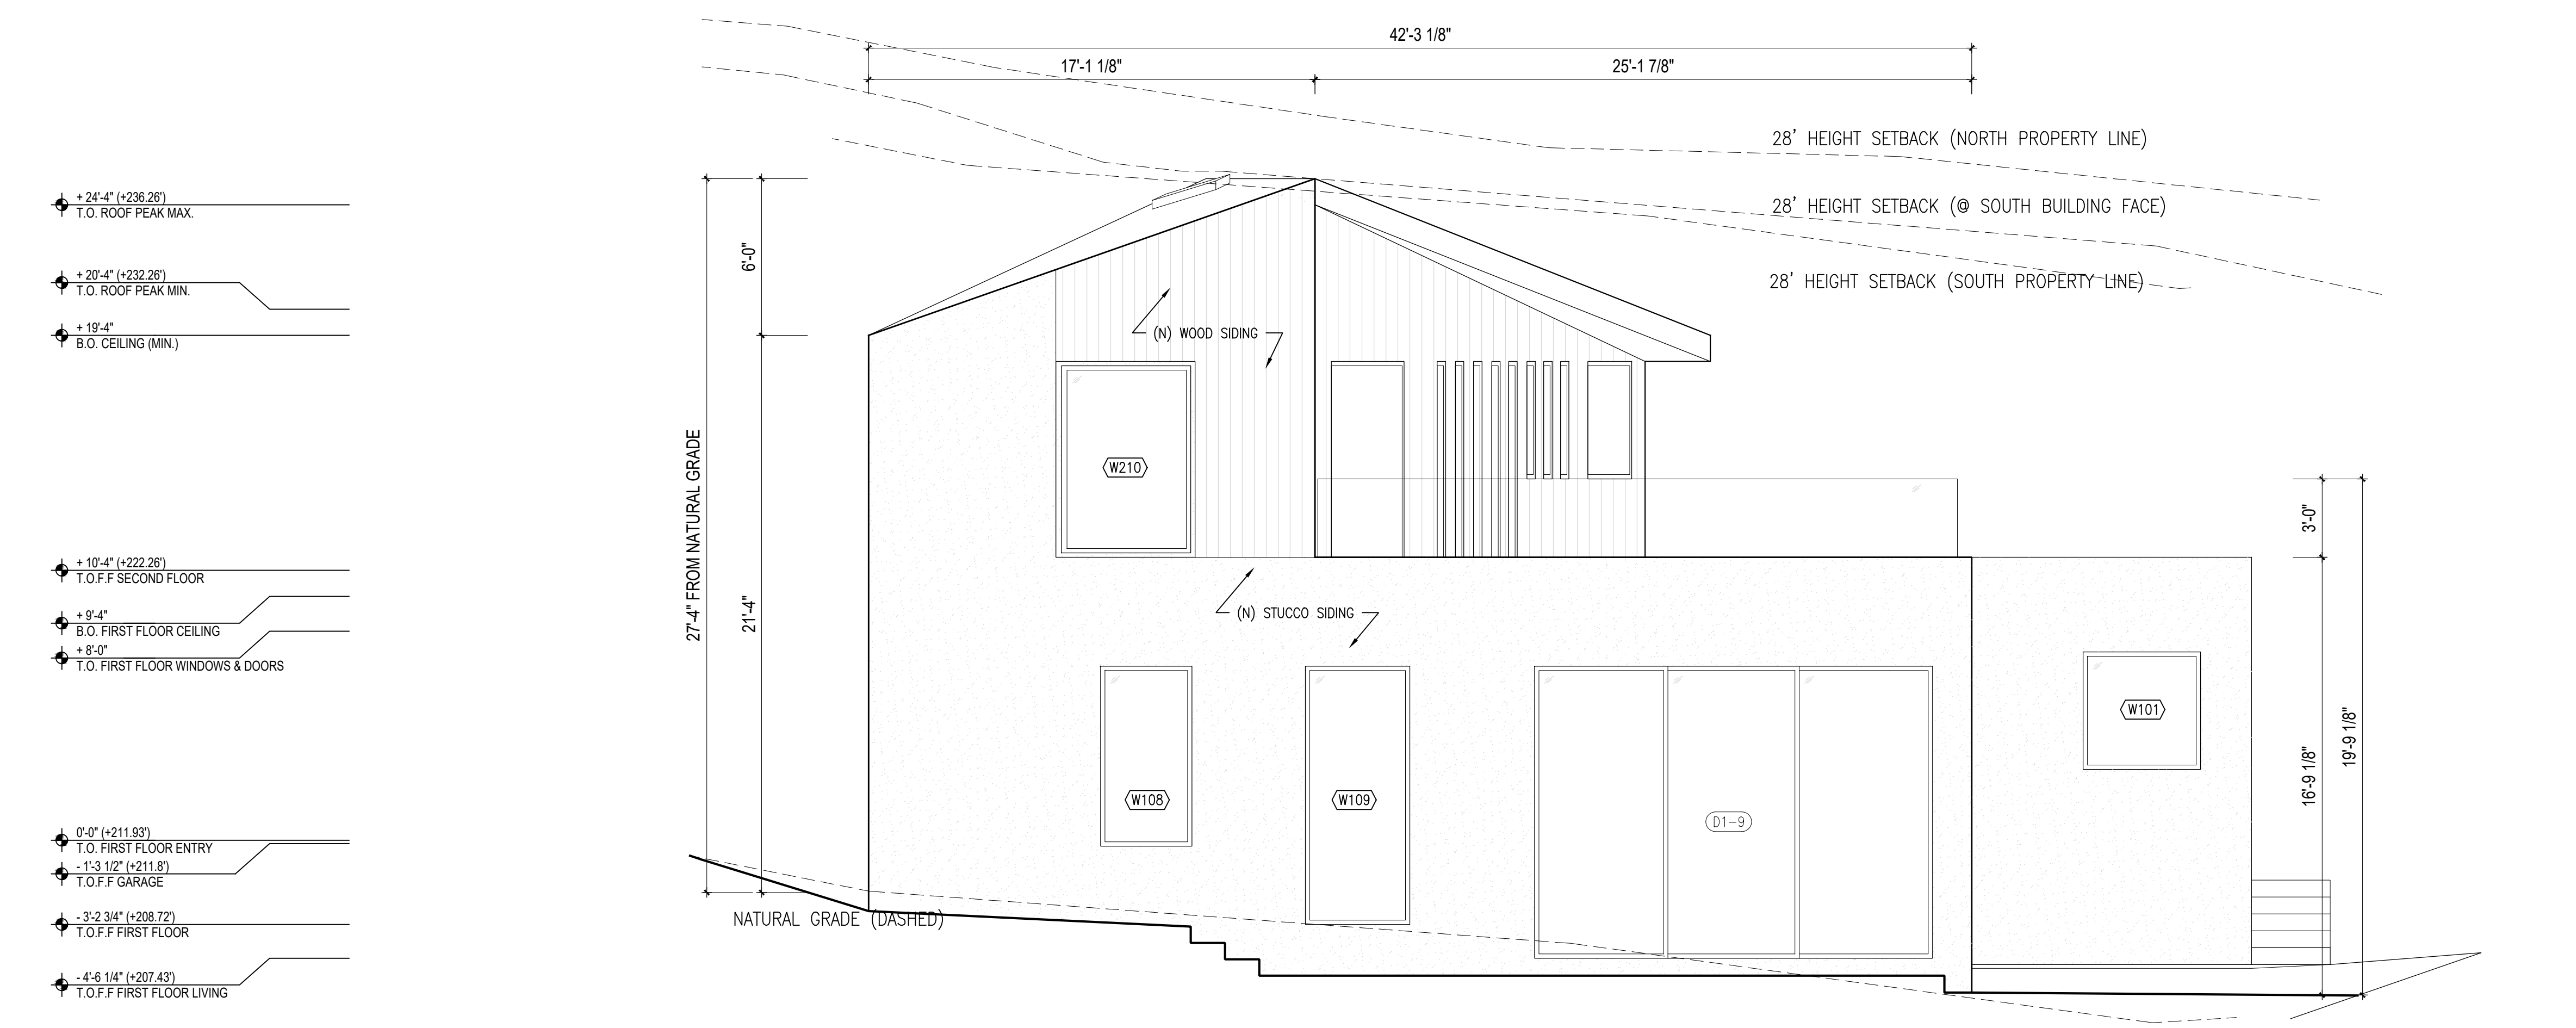 42'-3 1/8"
17'-1 1/8"
25'-1 7/8"
28' HEIGHT SETBACK (NORTH PROPERTY LINE)
28' HEIGHT SETBACK (@ SOUTH BUILDING FACE)
28' HEIGHT SETBACK (SOUTH PROPERTY LINE)
+ 24'-4" (+236.26')
T.O. ROOF PEAK MAX.
+ 20'-4" (+232.26')
T.O. ROOF PEAK MIN.
+ 19'-4"
B.O. CEILING (MIN.)
+ 10'-4" (+222.26')
T.O.F.F SECOND FLOOR
+ 9'-4"
B.O. FIRST FLOOR CEILING
+ 8'-0"
T.O. FIRST FLOOR WINDOWS & DOORS
0'-0" (+211.93')
T.O. FIRST FLOOR ENTRY
- 1'-3 1/2" (+211.8')
T.O.F.F GARAGE
- 3'-2 3/4" (+208.72')
T.O.F.F FIRST FLOOR
- 4'-6 1/4" (+207.43')
T.O.F.F FIRST FLOOR LIVING
27'-4" FROM NATURAL GRADE
6'-0"
21'-4"
(N) WOOD SIDING
W210
(N) STUCCO SIDING
W108
W109
D1-9
W101
3'-0"
16'-9 1/8"
19'-9 1/8"
NATURAL GRADE (DASHED)